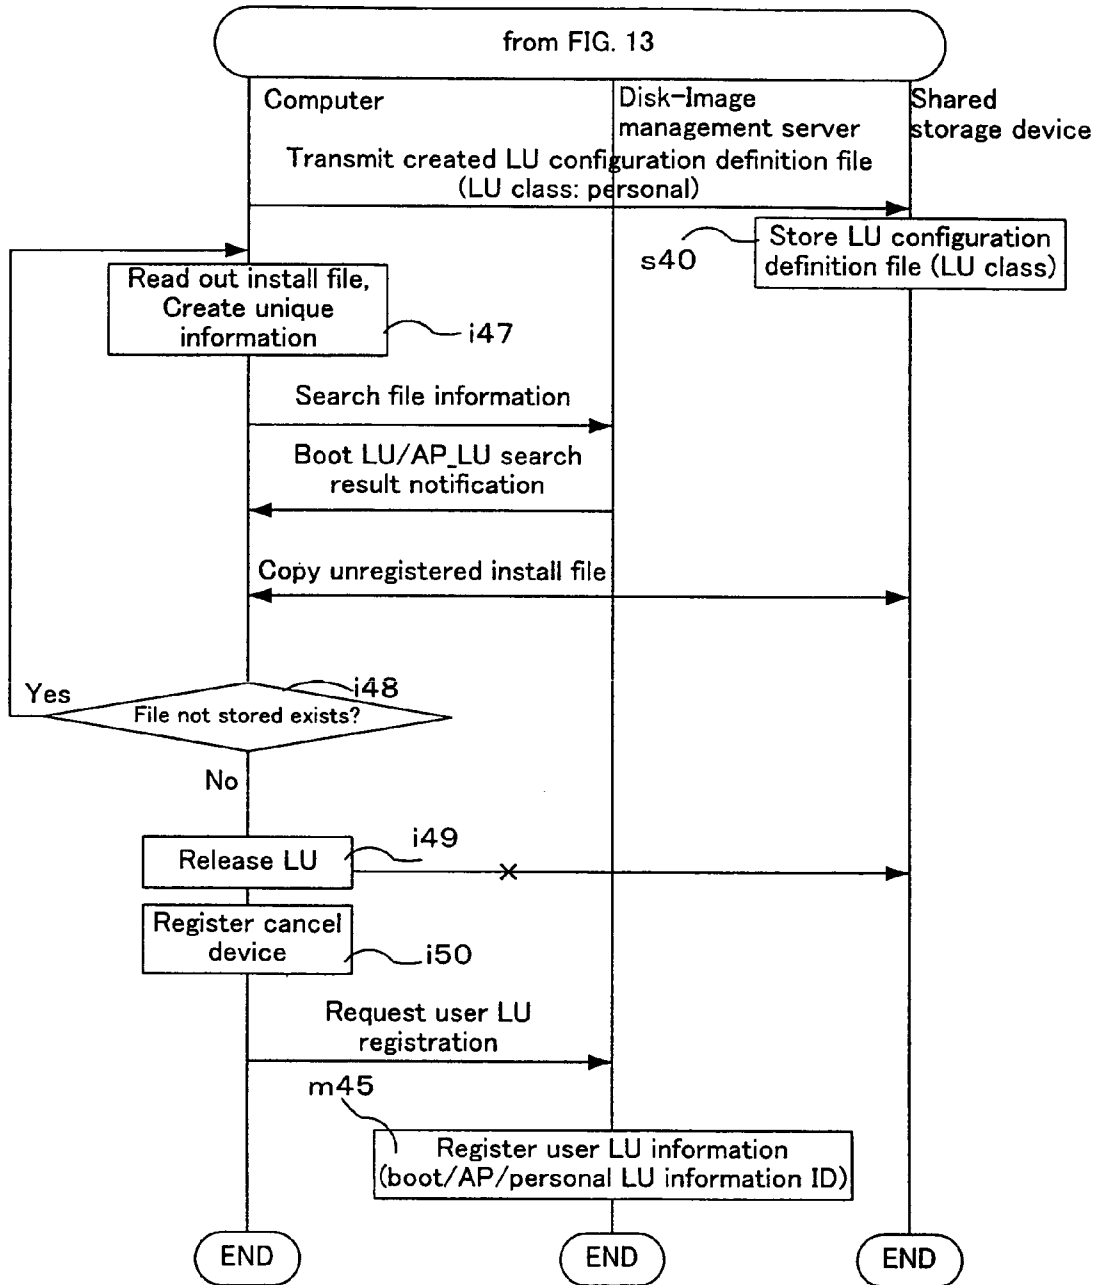 from FIG. 13
Computer
Disk-Image
management server
Shared
storage device
Transmit created LU configuration definition file
(LU class: personal)
s40
Store LU configuration
definition file (LU class)
Read out install file,
Create unique
information
i47
Search file information
Boot LU/AP_LU search
result notification
Copy unregistered install file
Yes
i48
File not stored exists?
No
Release LU
i49
Register cancel
device
i50
Request user LU
registration
m45
Register user LU information
(boot/AP/personal LU information ID)
END
END
END